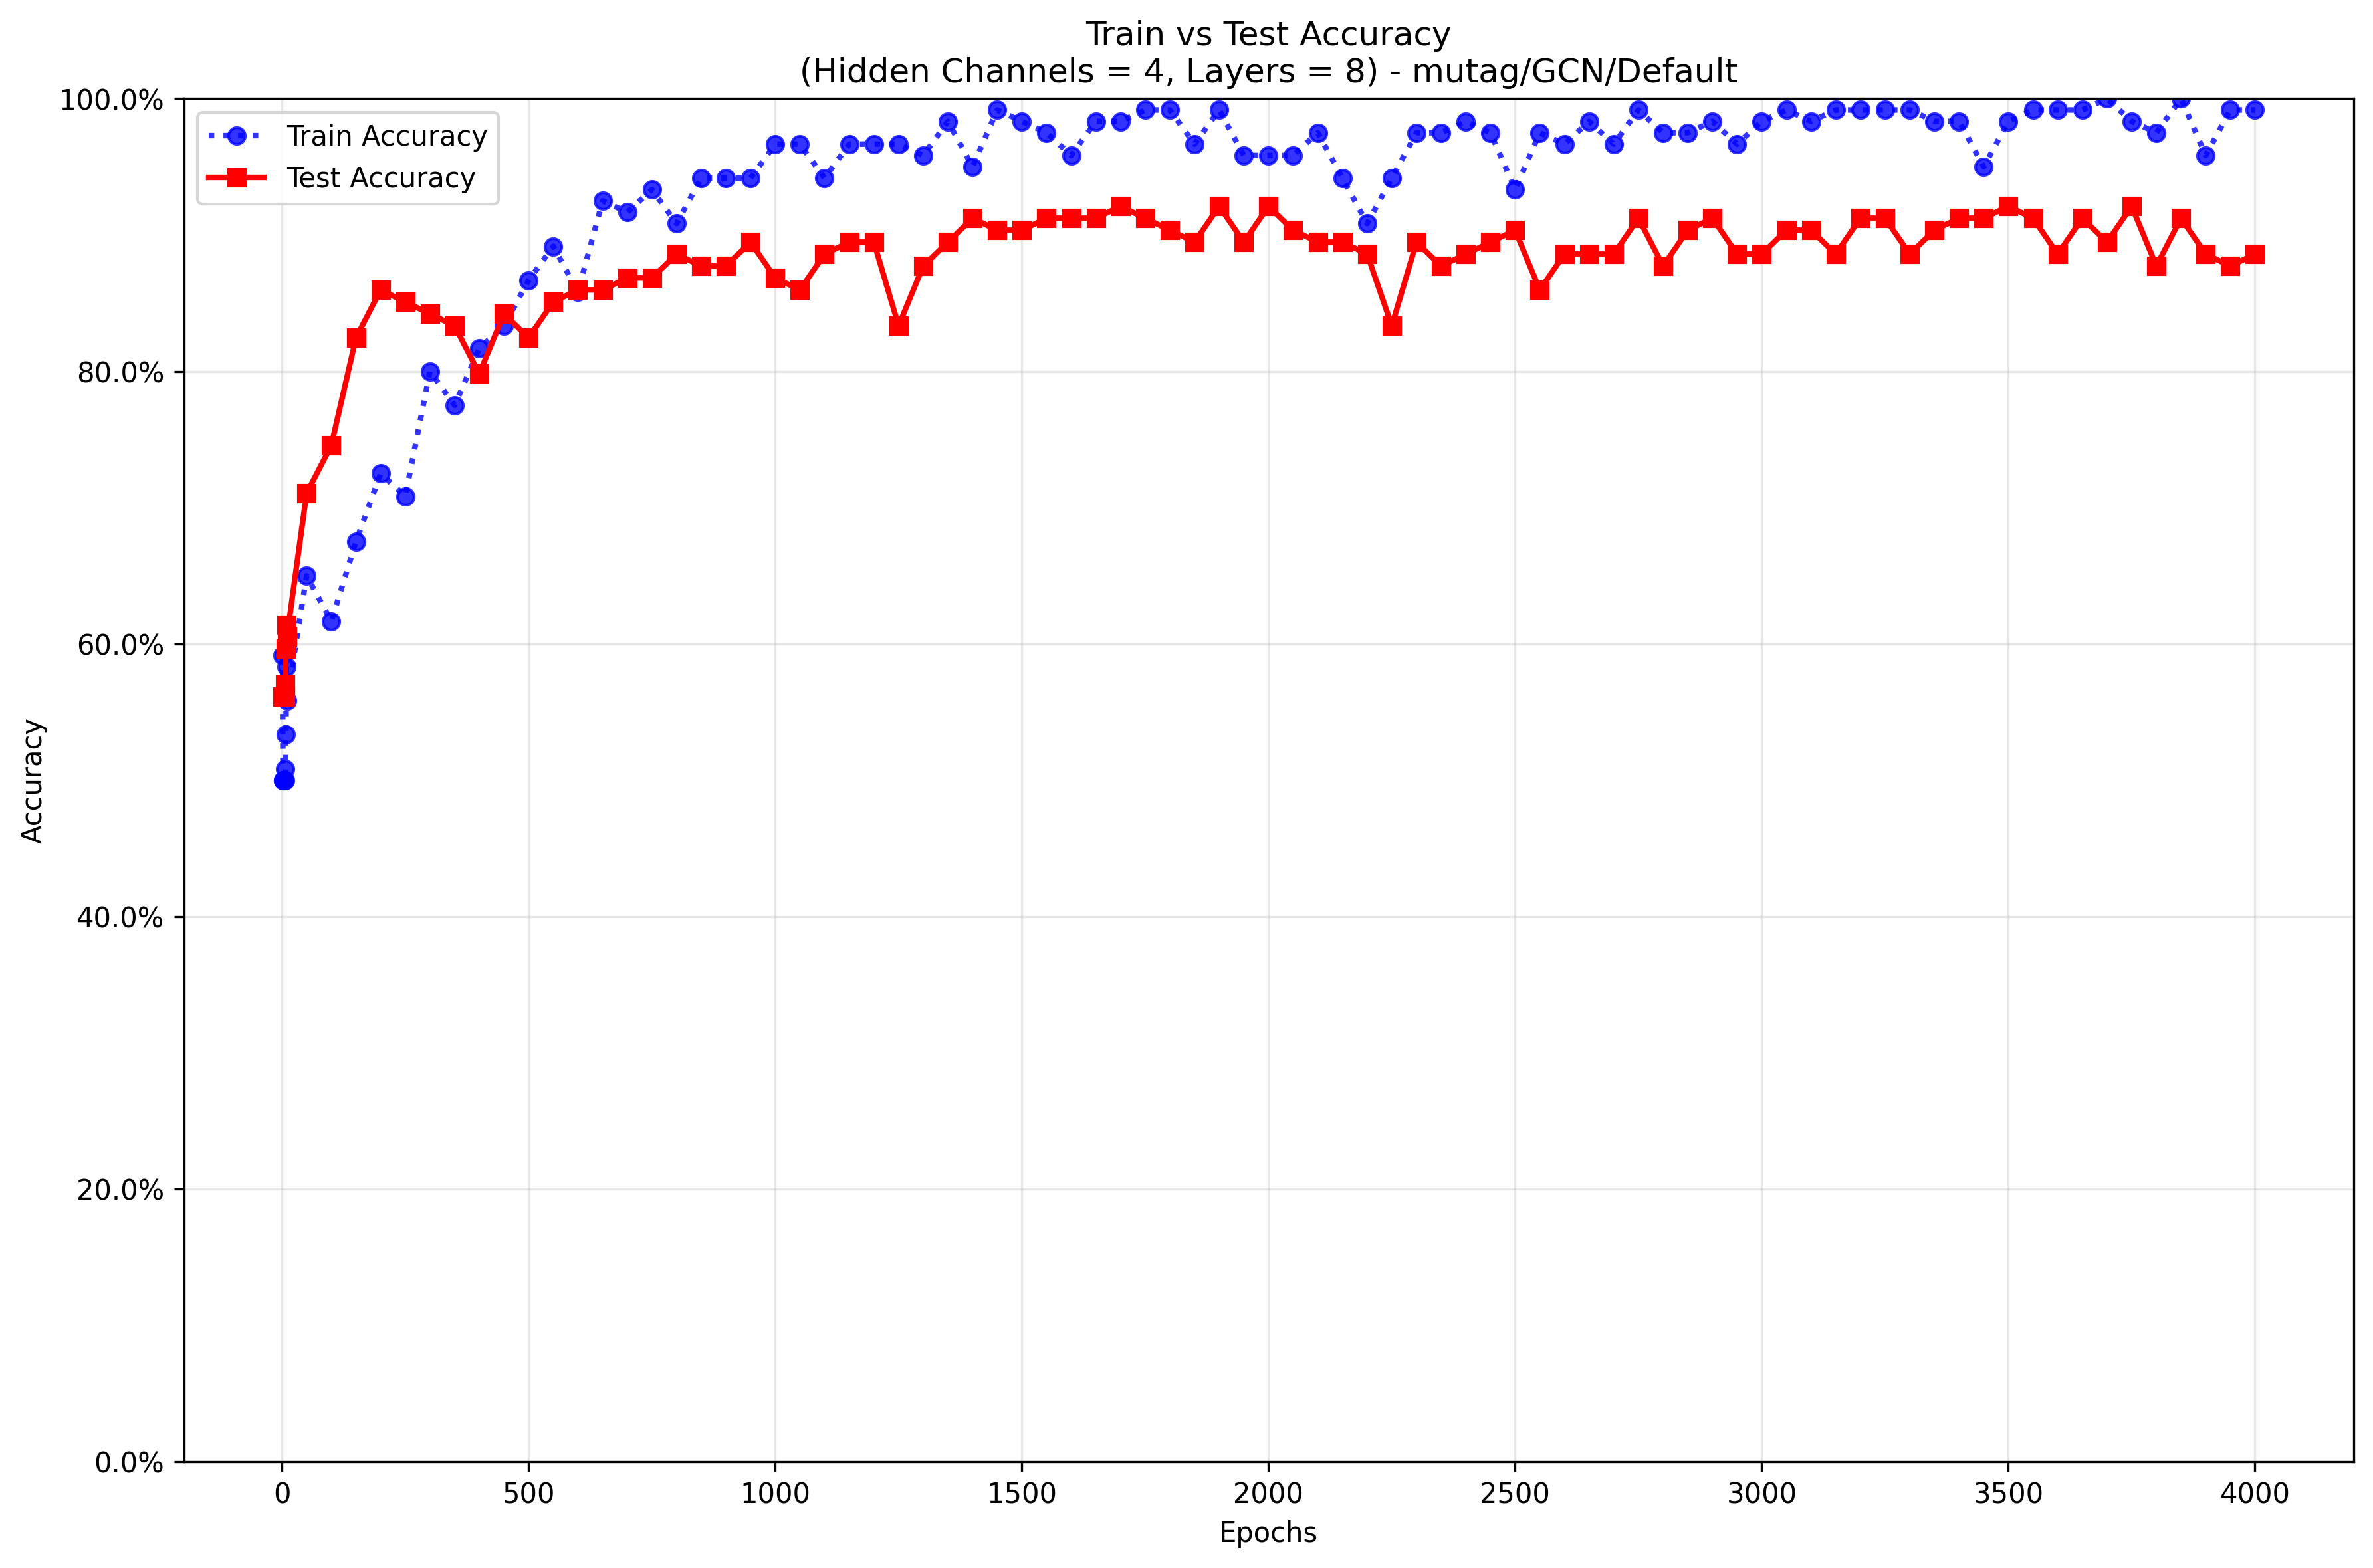 Train vs Test Accuracy
(Hidden Channels = 4, Layers = 8) - mutag/GCN/Default
Train Accuracy
Test Accuracy
Accuracy
100.0%
80.0%
60.0%
40.0%
20.0%
0.0%
0 500 1000 1500 2000 2500 3000 3500 4000
Epochs